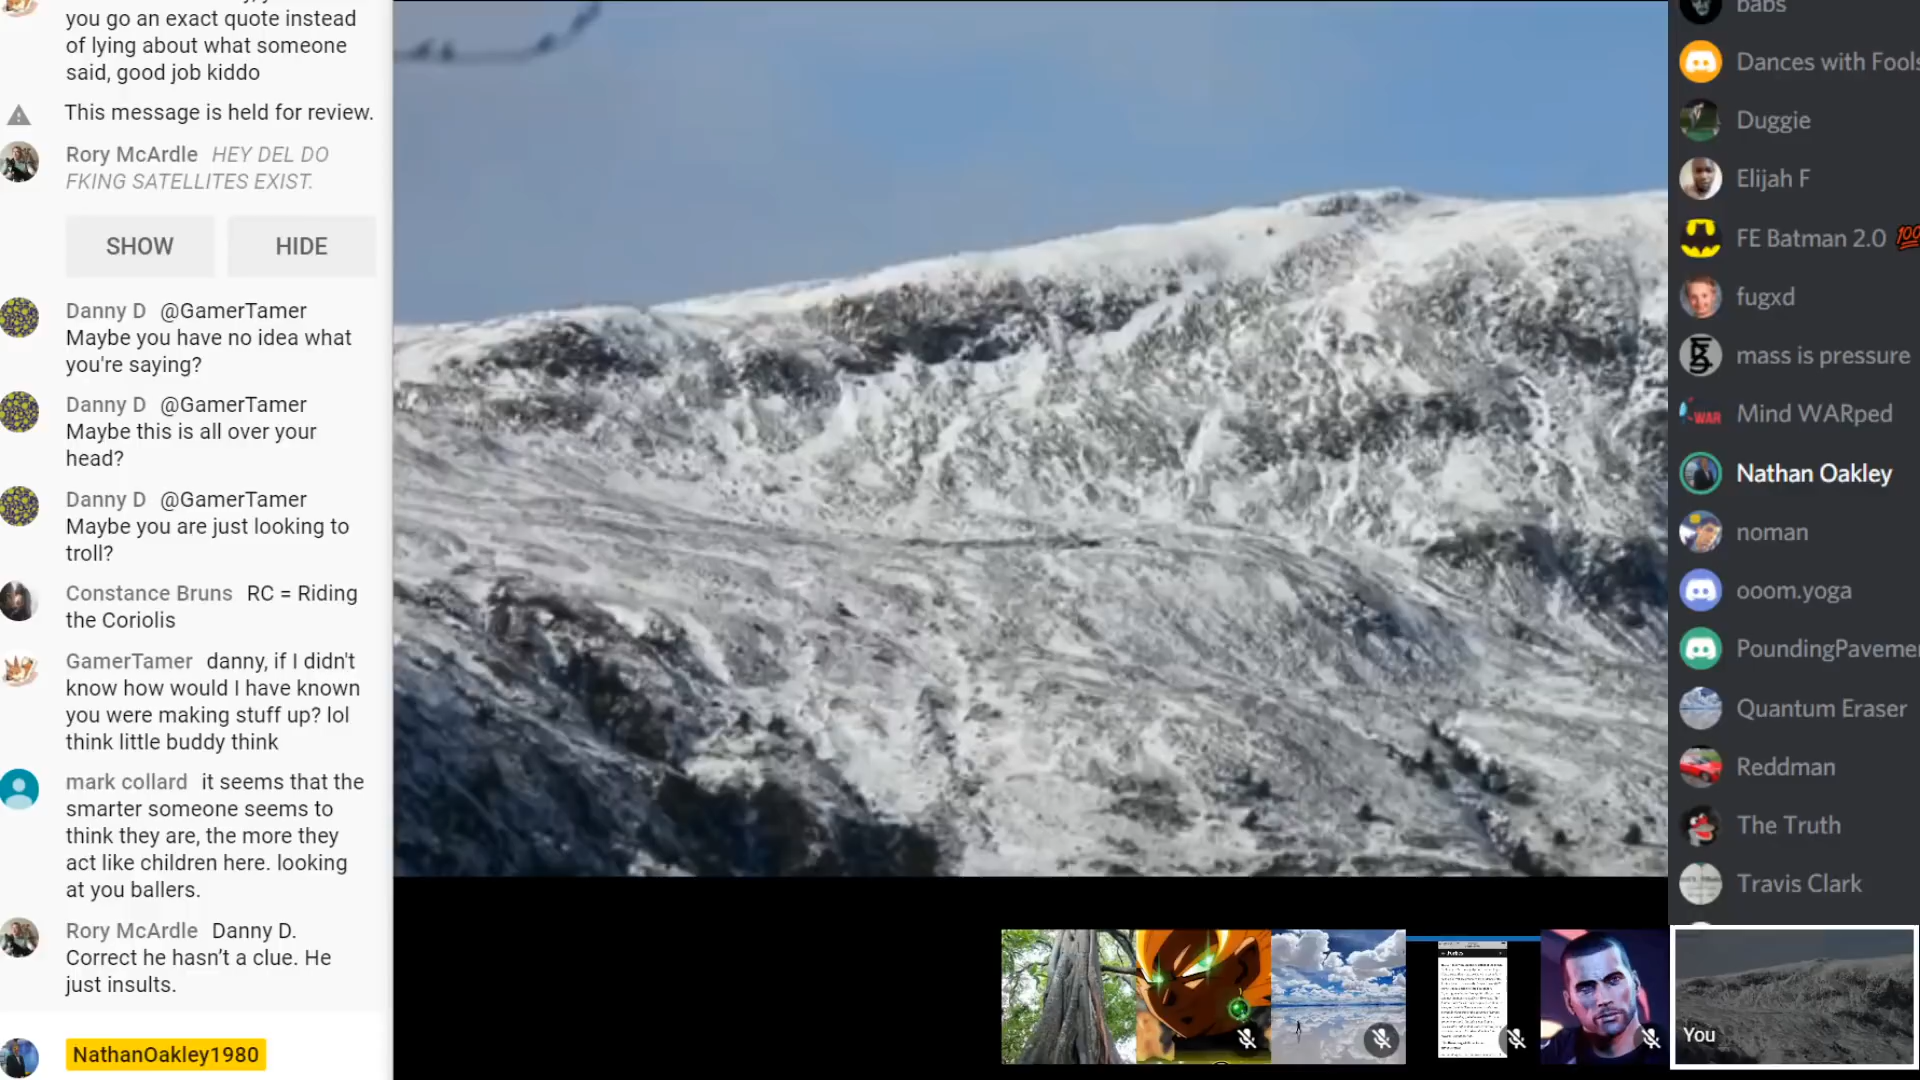 you go an exact quote instead
of lying about what someone
said, good job kiddo
This message is held for review.
Rory McArdle HEY DEL DO
FKING SATELLITES EXIST.
SHOW HIDE
Danny D @GamerTamer
Maybe you have no idea what
you're saying?
Danny D @GamerTamer
Maybe this is all over your
head?
Danny D @GamerTamer
Maybe you are just looking to
troll?
Constance Bruns RC = Riding
the Coriolis
GamerTamer danny, if I didn't
know how would I have known
you were making stuff up? lol
think little buddy think
mark collard it seems that the
smarter someone seems to
think they are, the more they
act like children here. looking
at you ballers.
Rory McArdle Danny D.
Correct he hasn't a clue. He
just insults.
NathanOakley1980
babs
Dances with Fools
Duggie
Elijah F
FE Batman 2.0 💯
fugxd
mass is pressure
WAR
Mind WARped
Nathan Oakley
noman
ooom.yoga
PoundingPaveme
Quantum Eraser
Reddman
The Truth
Travis Clark
You